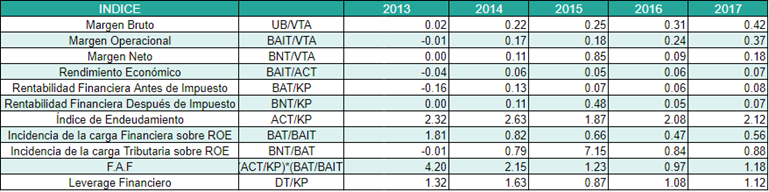 INDICE 2013 2014 2015 2016 2017
Margen Bruto UB/VTA 0.02 0.22 0.25 0.31 0.42
Margen Operacional BAIT/VTA -0.01 0.17 0.18 0.24 0.37
Margen Neto BNT/VTA 0.00 0.11 0.85 0.09 0.18
Rendimiento Económico BAIT/ACT -0.04 0.06 0.05 0.06 0.07
Rentabilidad Financiera Antes de Impuesto BAT/KP -0.16 0.13 0.07 0.06 0.08
Rentabilidad Financiera Después de Impuesto BNT/KP 0.00 0.11 0.48 0.05 0.07
Índice de Endeudamiento ACT/KP 2.32 2.63 1.87 2.08 2.12
Incidencia de la carga Financiera sobre ROE BAT/BAIT 1.81 0.82 0.66 0.47 0.56
Incidencia de la carga Tributaria sobre ROE BNT/BAT -0.01 0.79 7.15 0.84 0.88
F.A.F (ACT/KP)*(BAT/BAIT 4.20 2.15 1.23 0.97 1.18
Leverage Financiero DT/KP 1.32 1.63 0.87 1.08 1.12